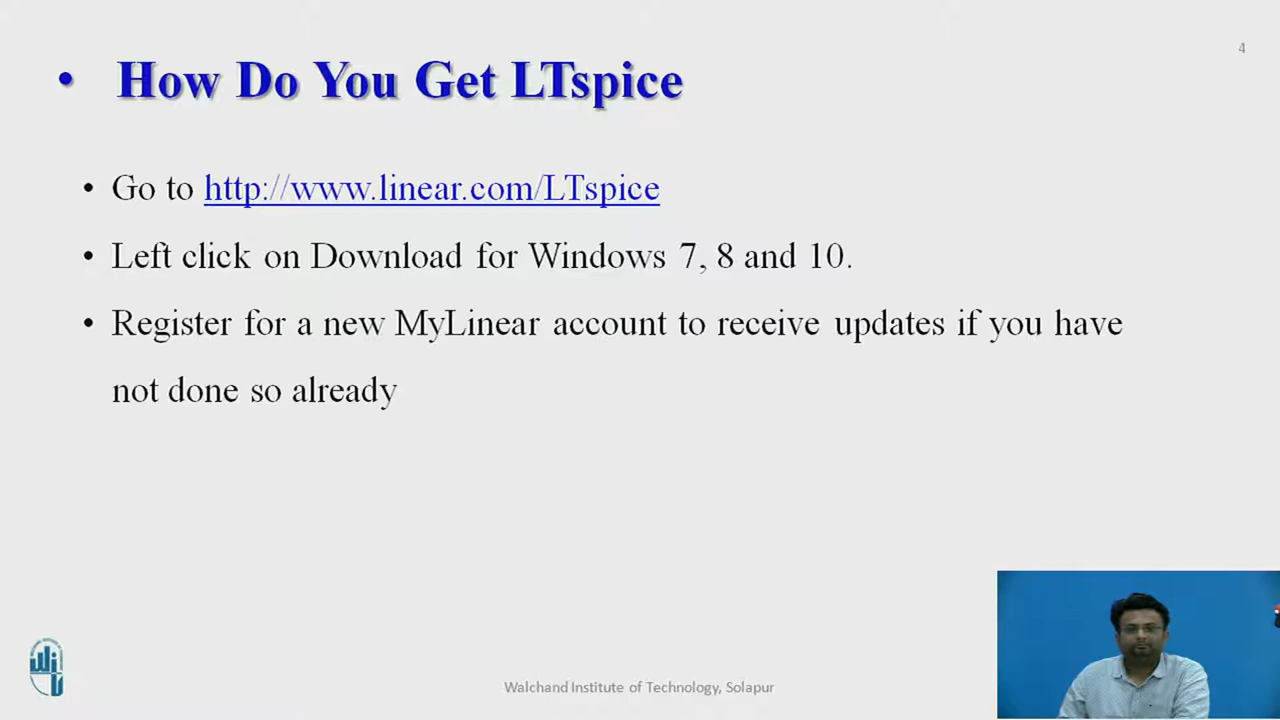 4
• How Do You Get LTspice
• Go to http://www.linear.com/LTspice
• Left click on Download for Windows 7, 8 and 10.
• Register for a new MyLinear account to receive updates if you have
not done so already
Walchand Institute of Technology, Solapur